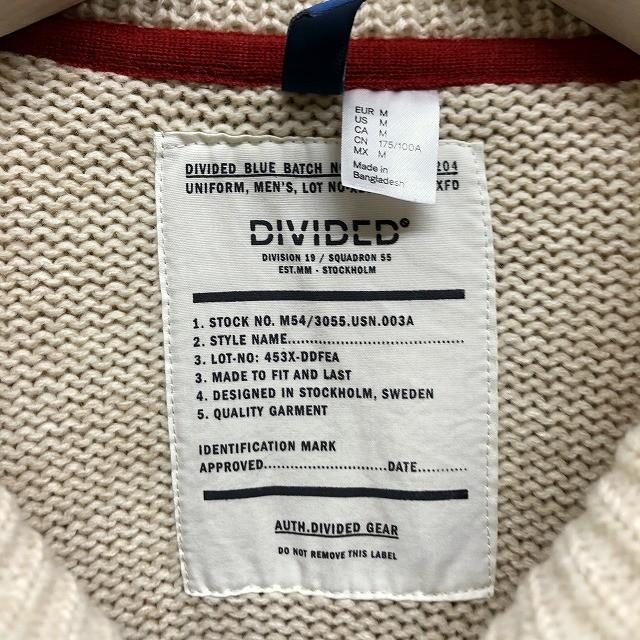 EUR M
US M
CA M
CN 175/100A
MX M
Made in
Bangladesh
DIVIDED BLUE BATCH 204
UNIFORM, MEN'S, LOT XFD
DIVIDED
DIVISION 19 / SQUADRON 55
EST.MM - STOCKHOLM
1. STOCK NO. M54/3055.USN.003A
2. STYLE NAME
3. LOT-NO: 453X-DDFEA
3. MADE TO FIT AND LAST
4. DESIGNED IN STOCKHOLM, SWEDEN
5. QUALITY GARMENT
IDENTIFICATION MARK
APPROVED DATE
AUTH.DIVIDED GEAR
DO NOT REMOVE THIS LABEL